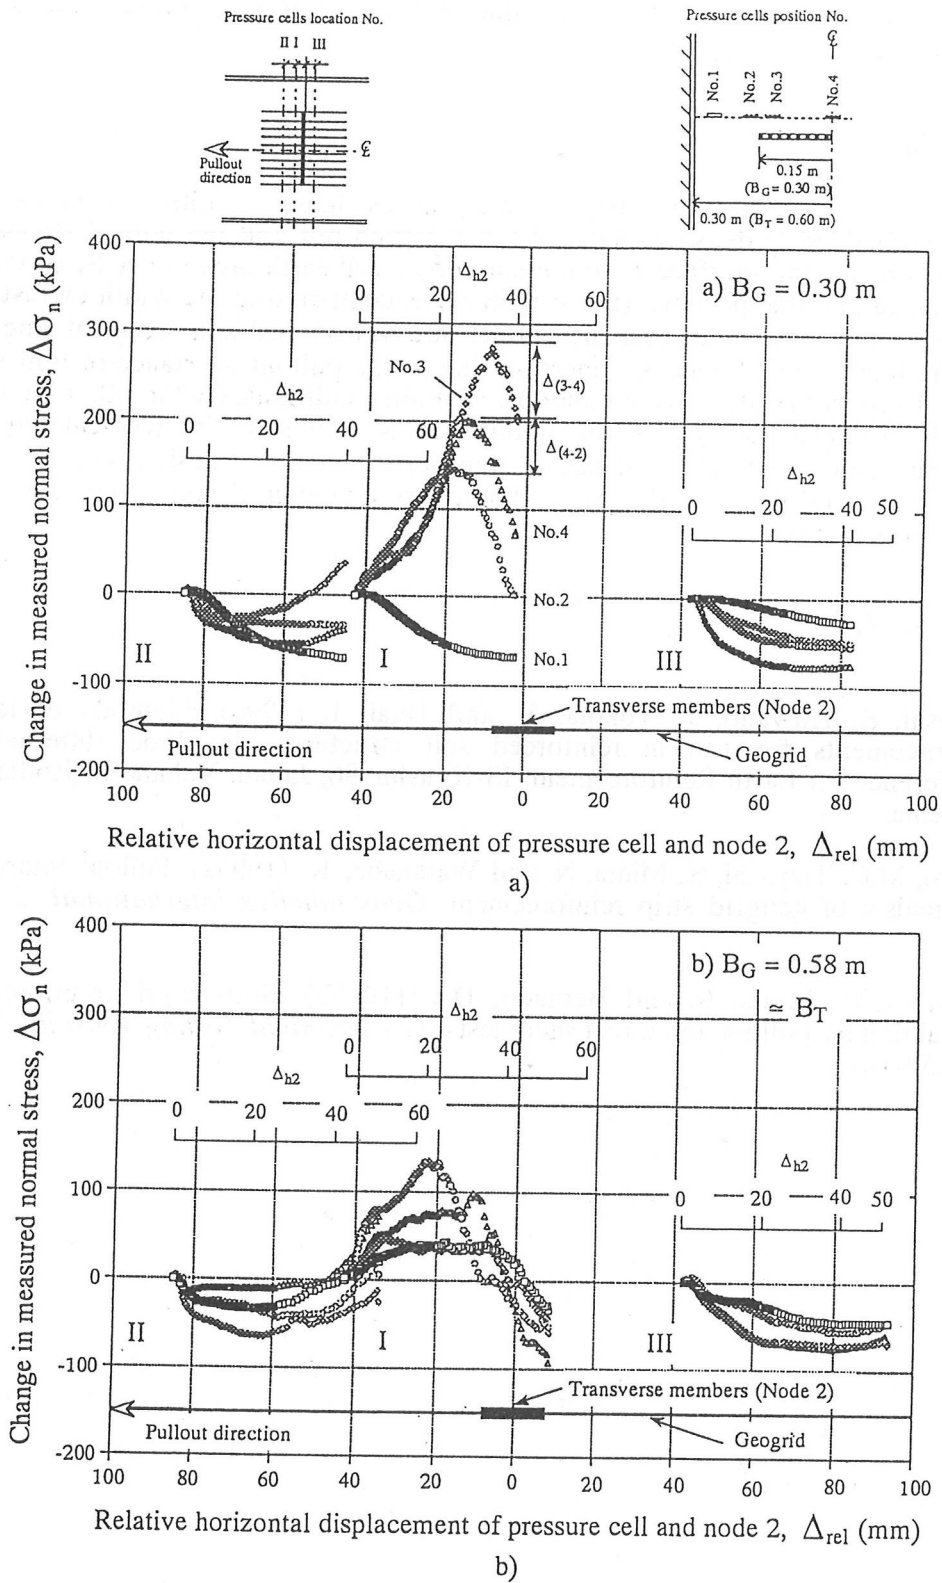 Pressure cells location No.
II I III
℄
Pullout
direction
Pressure cells position No.
℄
No.1
No.2
No.3
No.4
0.15 m
(B_G = 0.30 m)
0.30 m (B_T = 0.60 m)
Change in measured normal stress, Δσ_n (kPa)
400
300
200
100
0
-100
-200
a) B_G = 0.30 m
Δ_h2
0 20 40 60
Δ_h2
0 20 40 60
Δ_h2
0 20 40 50
No.3
Δ_(3-4)
Δ_(4-2)
No.4
No.2
No.1
II
I
III
Transverse members (Node 2)
Pullout direction
Geogrid
100 80 60 40 20 0 20 40 60 80 100
Relative horizontal displacement of pressure cell and node 2, Δ_rel (mm)
a)
Change in measured normal stress, Δσ_n (kPa)
400
300
200
100
0
-100
-200
b) B_G = 0.58 m
≃ B_T
Δ_h2
0 20 40 60
Δ_h2
0 20 40 60
Δ_h2
0 20 40 50
II
I
III
Transverse members (Node 2)
Pullout direction
Geogrid
100 80 60 40 20 0 20 40 60 80 100
Relative horizontal displacement of pressure cell and node 2, Δ_rel (mm)
b)